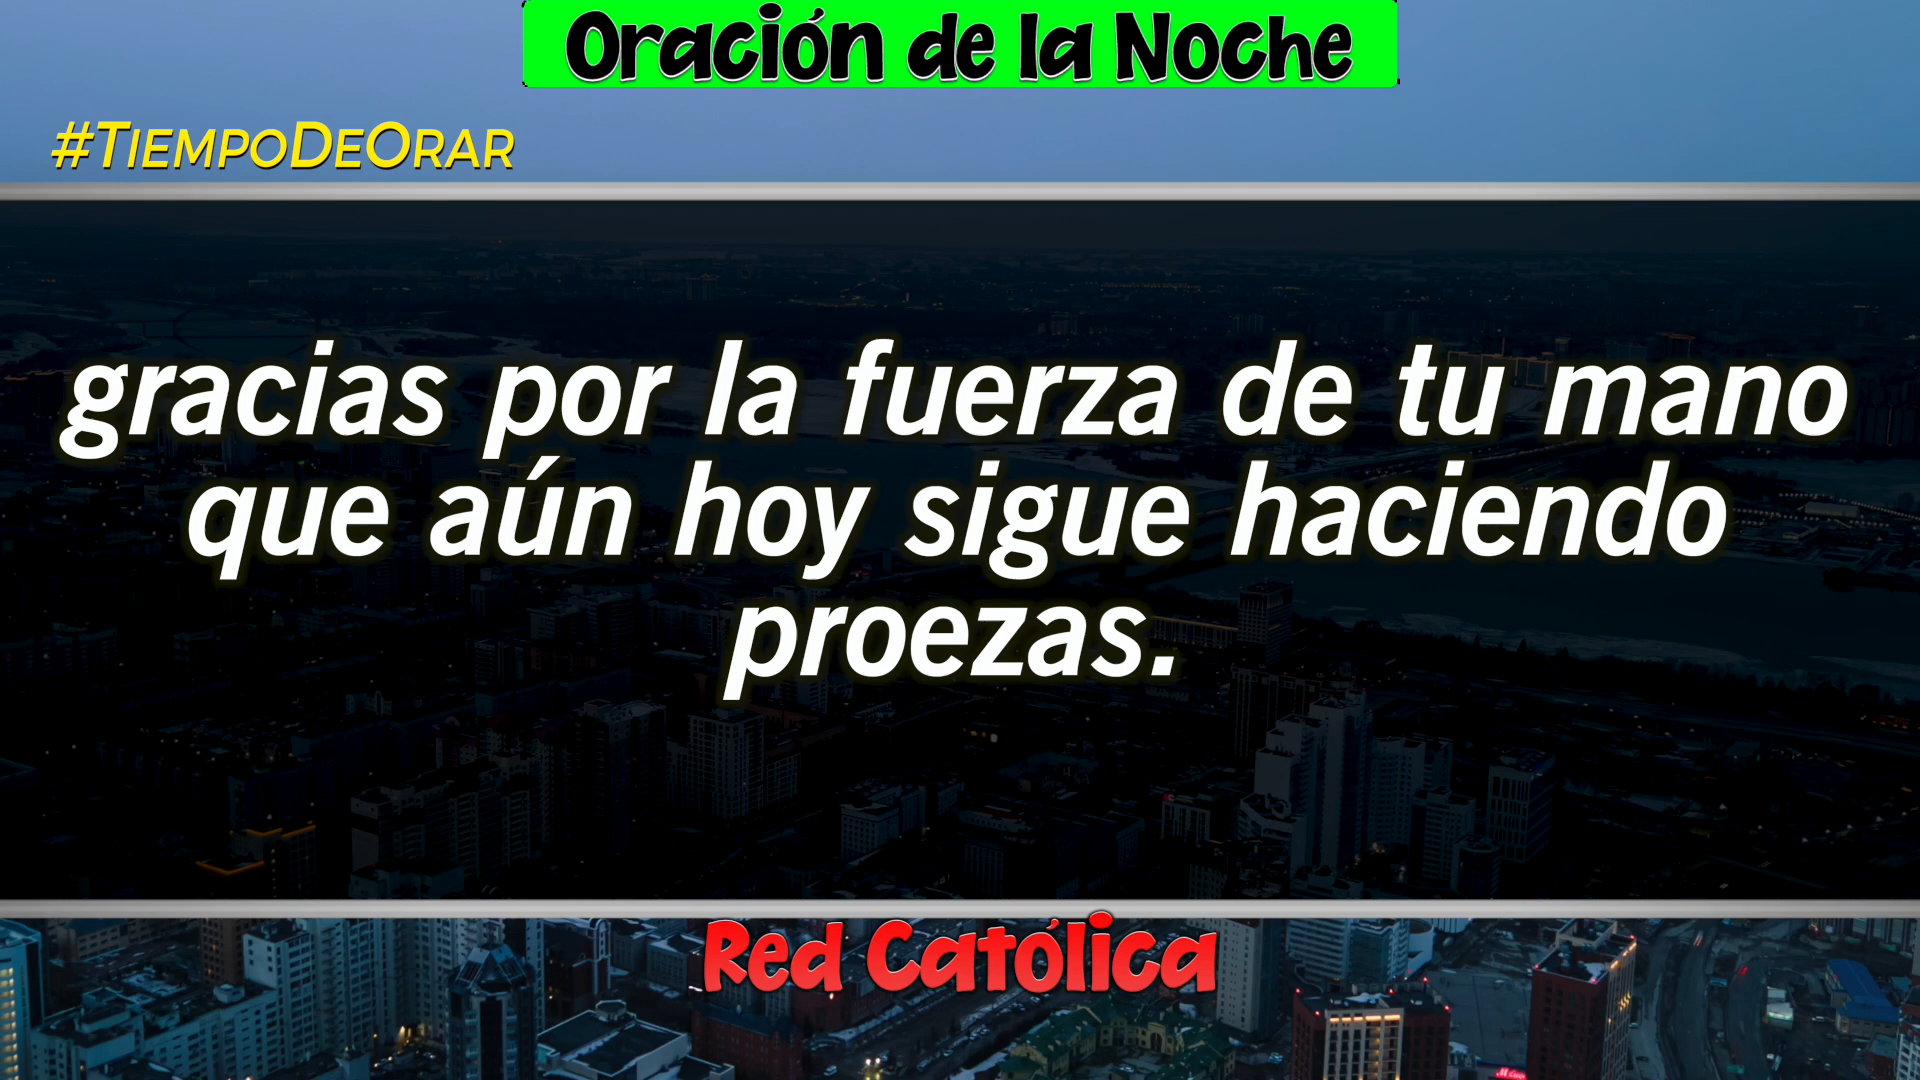 Oración de la Noche
#TiempoDeOrar
gracias por la fuerza de tu mano
que aún hoy sigue haciendo
proezas.
Red Católica